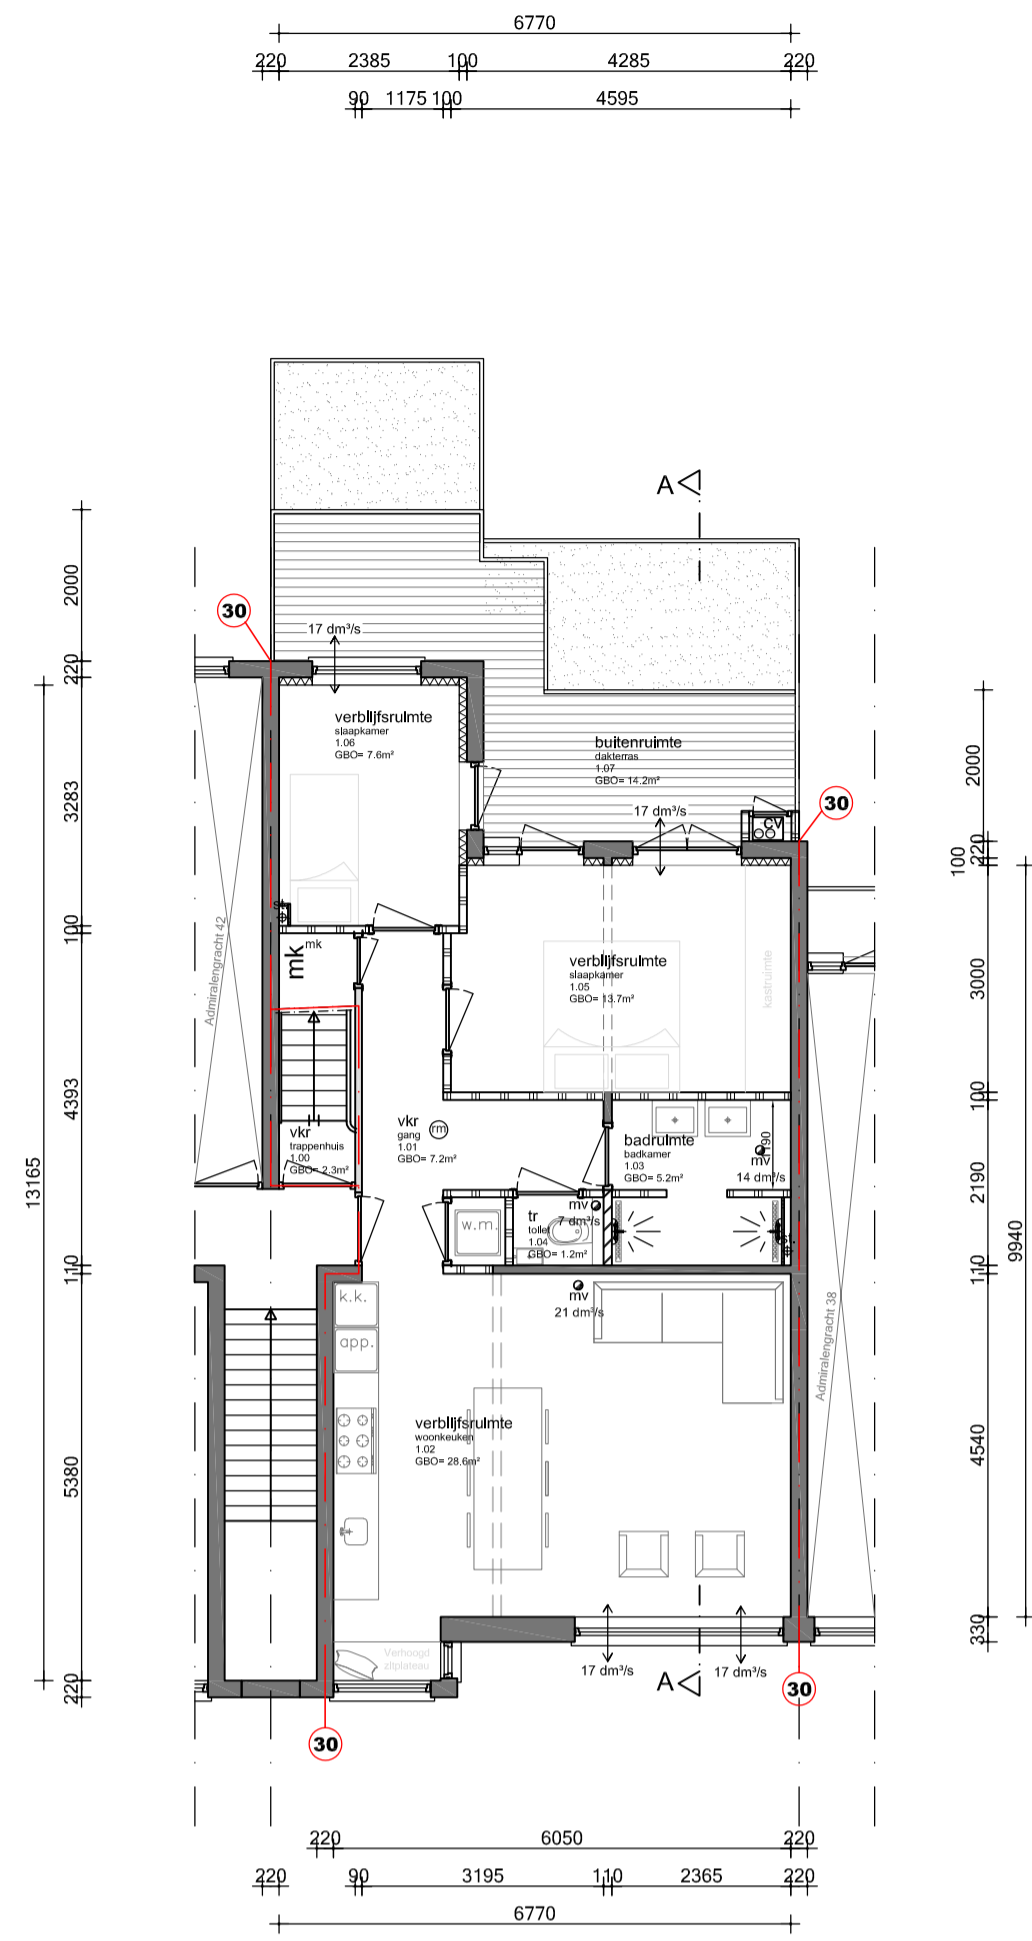 6770
220 2385 100 4285 220
90 1175 100 4595
A
2000
30
17 dm³/s
220
verblijfsruimte
slaapkamer
1.06
GBO= 7.6m²
buitenruimte
dakterras
1.07
GBO= 14.2m²
2000
3283
17 dm³/s
30
cv
220
100
st.
100
mk
mk
Admiralengracht 42
verblijfsruimte
slaapkamer
1.05
GBO= 13.7m²
kastruimte
3000
4393
100
vkr
trappenhuis
1.00
GBO= 2.3m²
vkr
gang
1.01
GBO= 7.2m²
rm
badruimte
badkamer
1.03
GBO= 5.2m²
1190
mv
14 dm³/s
2190
13165
w.m.
tr
toilet
1.04
GBO= 1.2m²
mv
7 dm³/s
st.
9940
110
110
k.k.
app.
mv
21 dm³/s
Admiralengracht 38
verblijfsruimte
woonkeuken
1.02
GBO= 28.6m²
4540
5380
330
Verhoogd
zitplateau
17 dm³/s
17 dm³/s
A
220
30
30
220 6050 220
220 90 3195 110 2365 220
6770